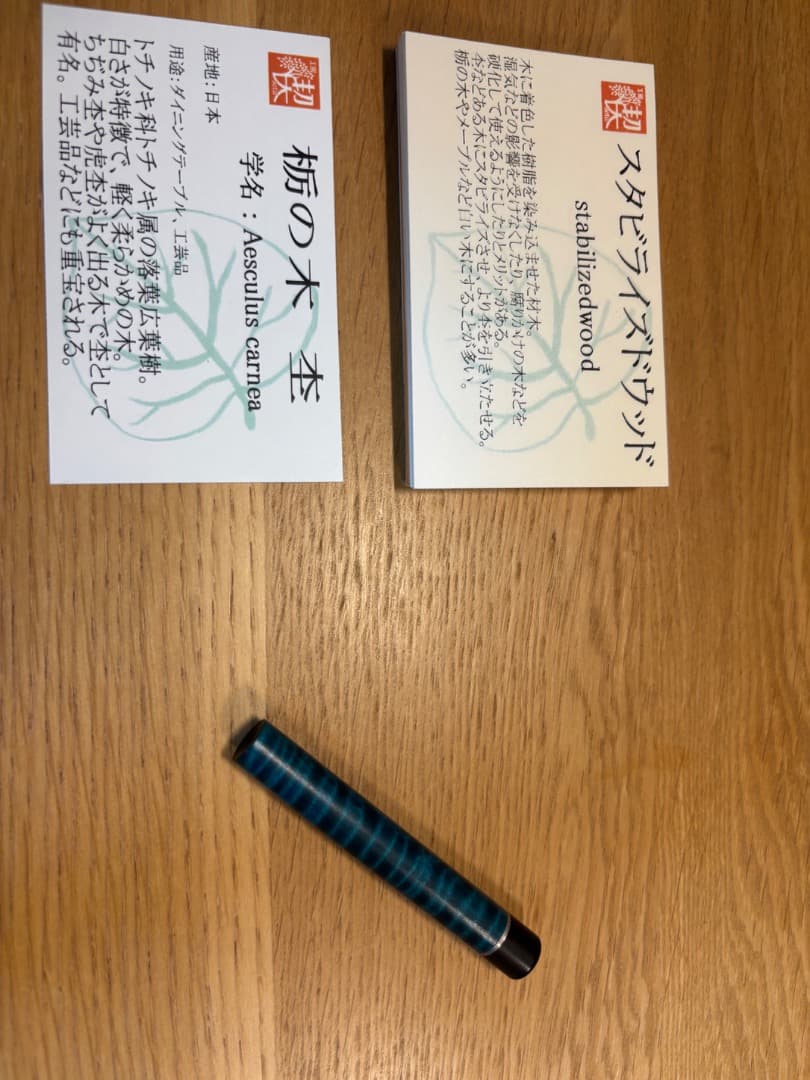 スタビライズドウッド
stabilizedwood
木に着色した樹脂を染み込ませた材木。
湿気などの影響を受けなくしたり、腐りかけの木などを
硬化して使えるようにしたりとメリットがある。
杢などある木にスタビライズさせ、より杢を引き立たせる。
栃の木やメープルなど白い木にすることが多い。
栃の木 杢
学名：Aesculus carnea
産地：日本
用途：ダイニングテーブル、工芸品
トチノキ科トチノキ属の落葉広葉樹。
白さが特徴で、軽く柔らかめの木。
ちぢみ杢や虎杢がよく出る木で杢として
有名。工芸品などにも重宝される。